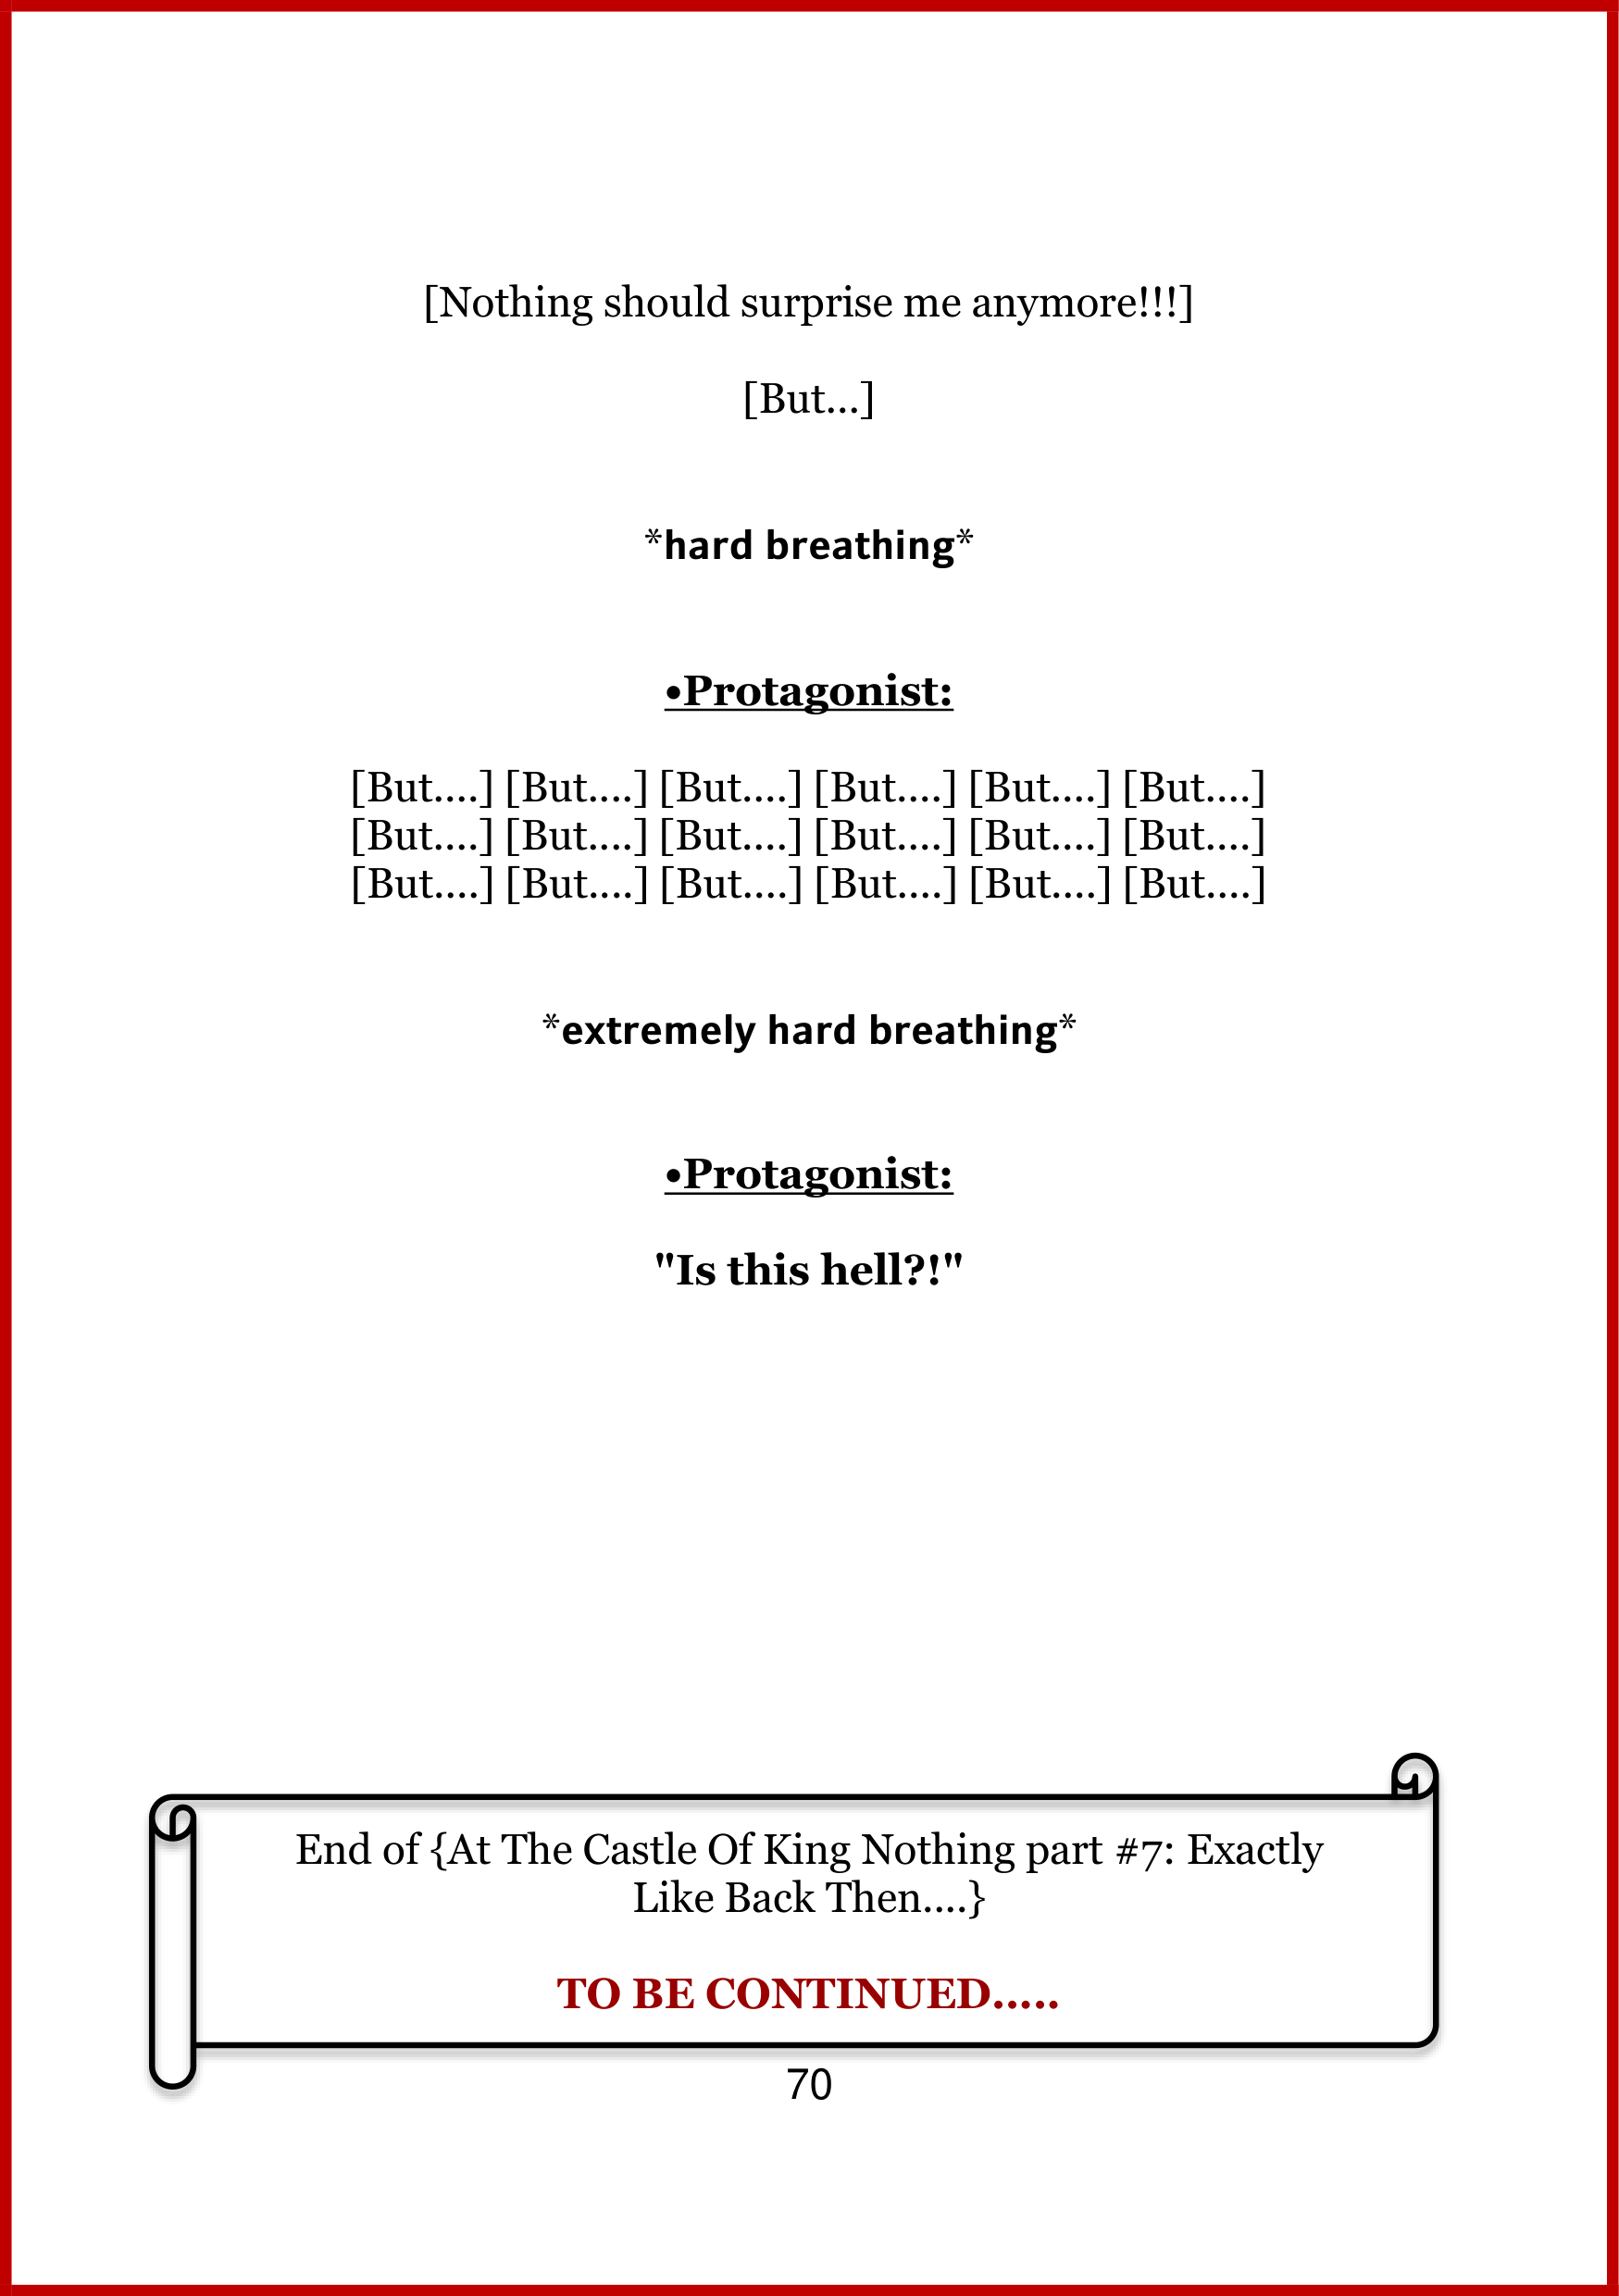 [Nothing should surprise me anymore!!!]
[But...]
*hard breathing*
•Protagonist:
[But....] [But....] [But....] [But....] [But....] [But....]
[But....] [But....] [But....] [But....] [But....] [But....]
[But....] [But....] [But....] [But....] [But....] [But....]
*extremely hard breathing*
•Protagonist:
"Is this hell?!"
End of {At The Castle Of King Nothing part #7: Exactly
Like Back Then....}
TO BE CONTINUED.....
70